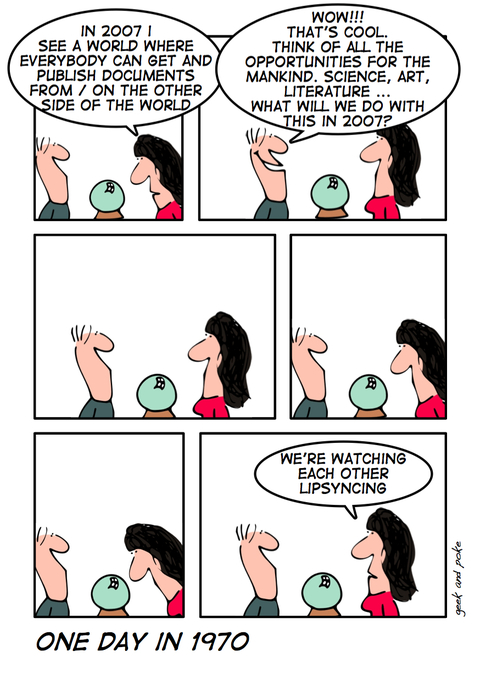 IN 2007 I
SEE A WORLD WHERE
EVERYBODY CAN GET AND
PUBLISH DOCUMENTS
FROM / ON THE OTHER
SIDE OF THE WORLD
WOW!!!
THAT'S COOL.
THINK OF ALL THE
OPPORTUNITIES FOR THE
MANKIND. SCIENCE, ART,
LITERATURE ...
WHAT WILL WE DO WITH
THIS IN 2007?
WE'RE WATCHING
EACH OTHER
LIPSYNCING
geek and poke
ONE DAY IN 1970